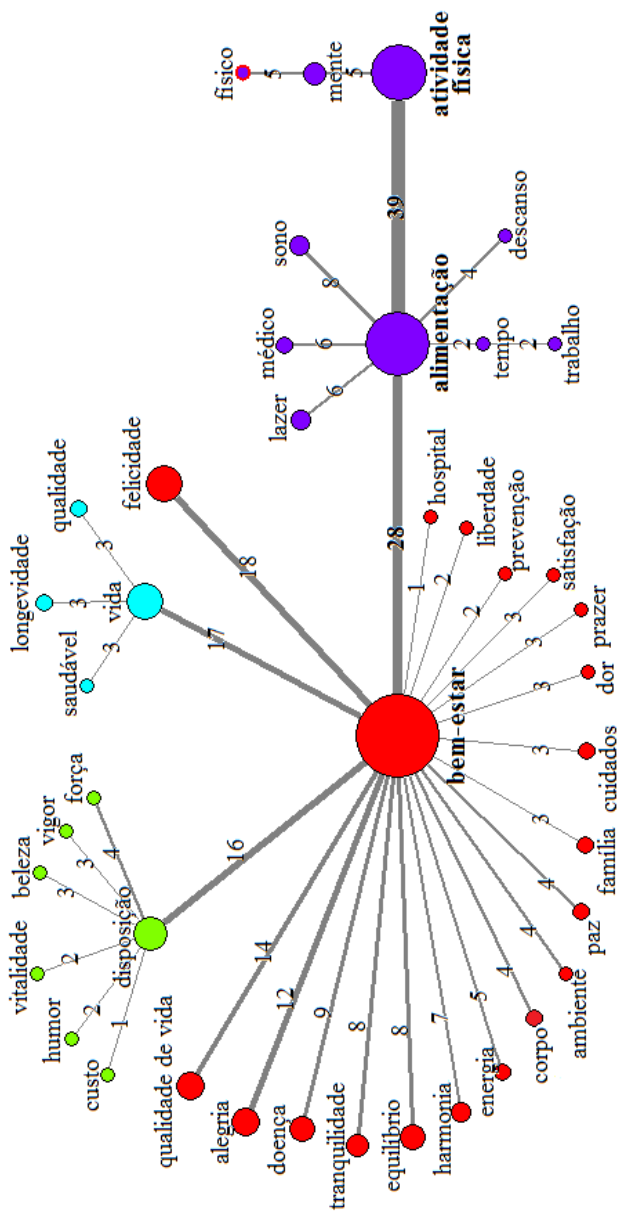 vitalidade
beleza
vigor
força
humor
custo
disposição
2
3
3
4
2
1
16
longevidade
saudável
qualidade
vida
3
3
3
17
felicidade
18
qualidade de vida
14
alegria
12
doença
9
tranquilidade
8
equilibrio
8
harmonia
7
energia
5
corpo
4
ambiente
4
paz
4
família
3
cuidados
3
dor
3
prazer
3
satisfação
3
prevenção
2
liberdade
2
hospital
1
bem-estar
28
lazer
6
médico
6
sono
8
alimentação
2
tempo
2
trabalho
4
descanso
39
físico
5
mente
5
atividade
física